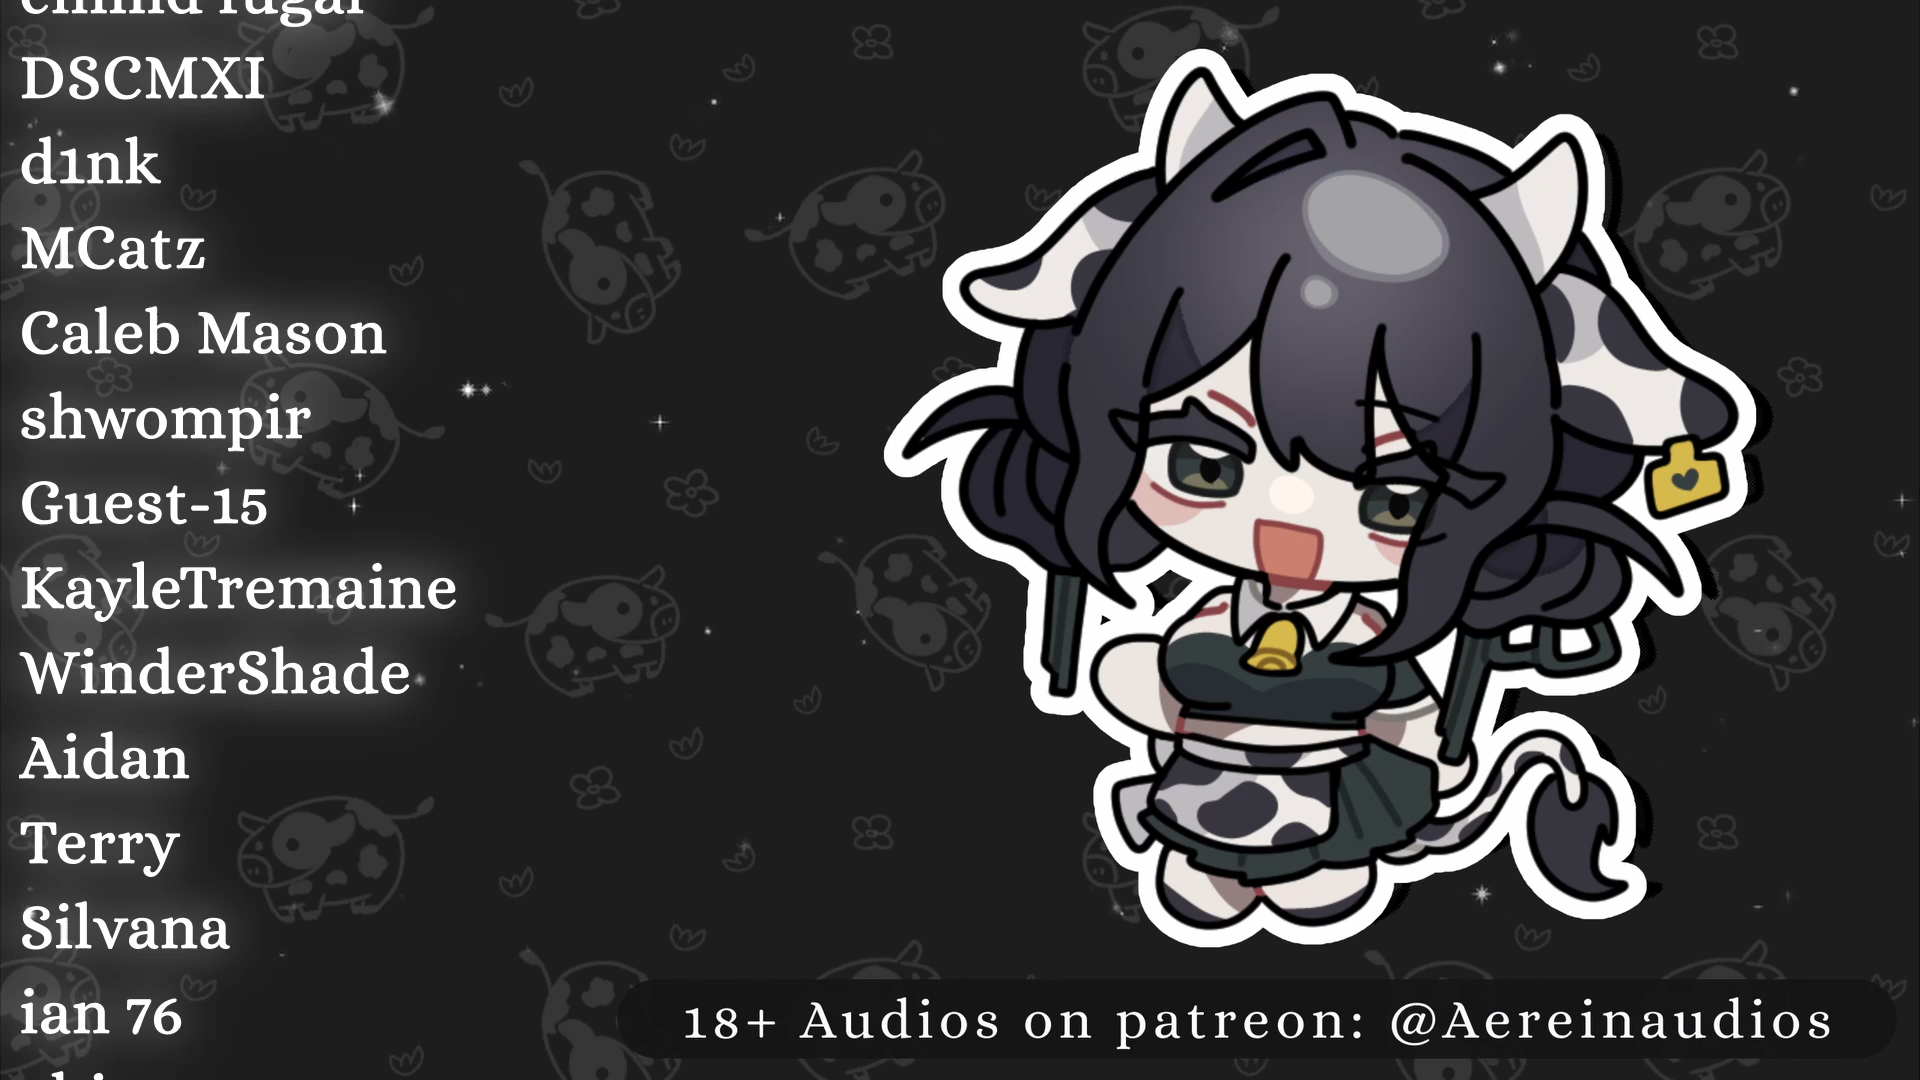 DSCMXI
d1nk
MCatz
Caleb Mason
shwompir
Guest-15
KayleTremaine
WinderShade
Aidan
Terry
Silvana
ian 76
18+ Audios on patreon: @Aereinaudios